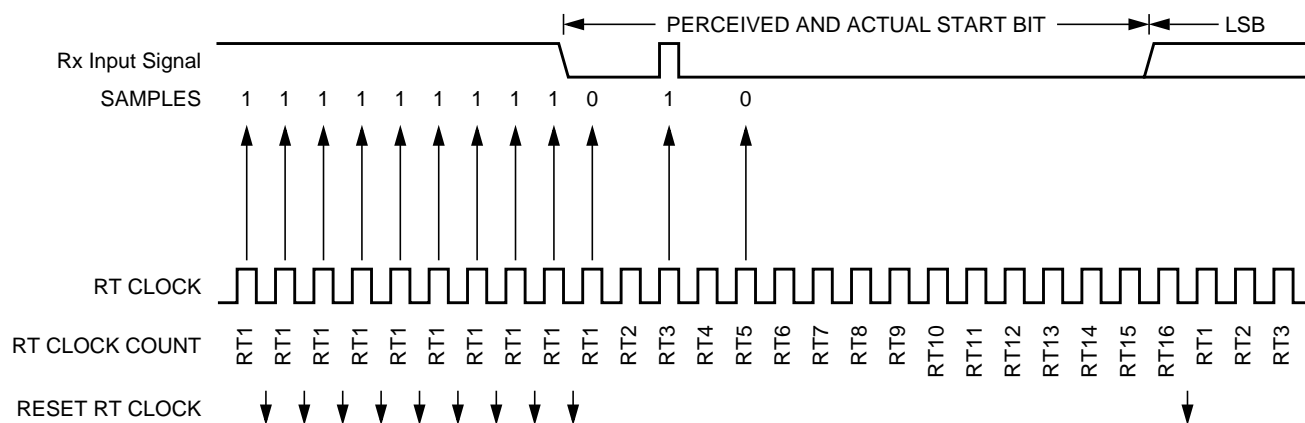 PERCEIVED AND ACTUAL START BIT LSB
Rx Input Signal
SAMPLES 1 1 1 1 1 1 1 1 1 0 1 0
RT CLOCK
RT CLOCK COUNT RT1 RT1 RT1 RT1 RT1 RT1 RT1 RT1 RT1 RT1 RT2 RT3 RT4 RT5 RT6 RT7 RT8 RT9 RT10 RT11 RT12 RT13 RT14 RT15 RT16 RT1 RT2 RT3
RESET RT CLOCK